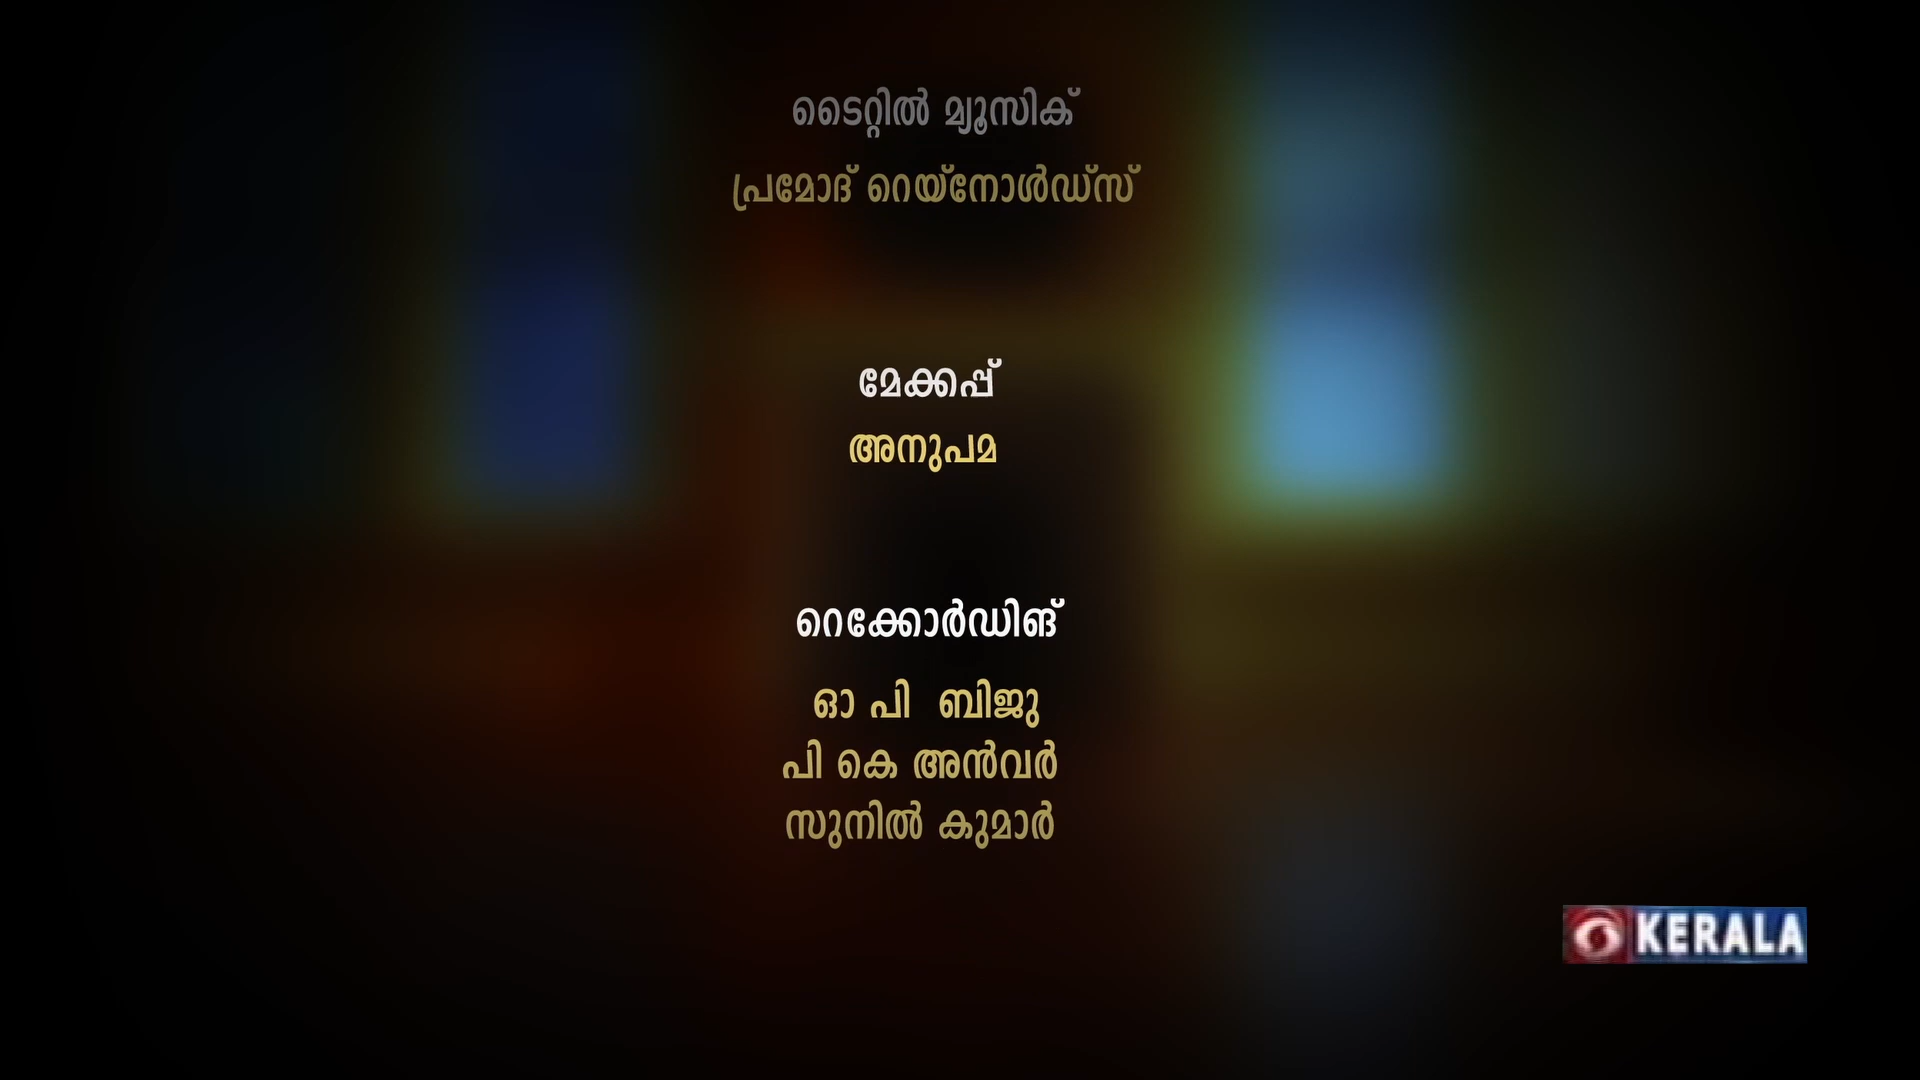 ടൈറ്റിൽ മ്യൂസിക്
പ്രമോദ് റെയ്നോൾഡ്സ്
മേക്കപ്പ്
അനുപമ
റെക്കോർഡിങ്
ഓ പി ബിജു
പി കെ അൻവർ
സുനിൽ കുമാർ
KERALA